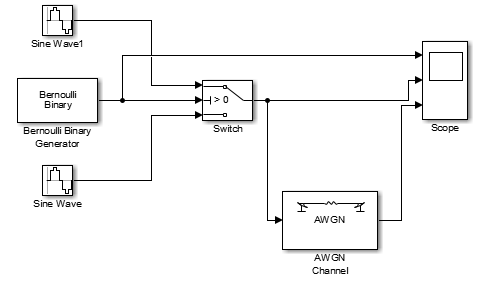 Sine Wave1
Bernoulli
Binary
Bernoulli Binary
Generator
> 0
Switch
Scope
Sine Wave
AWGN
AWGN
Channel